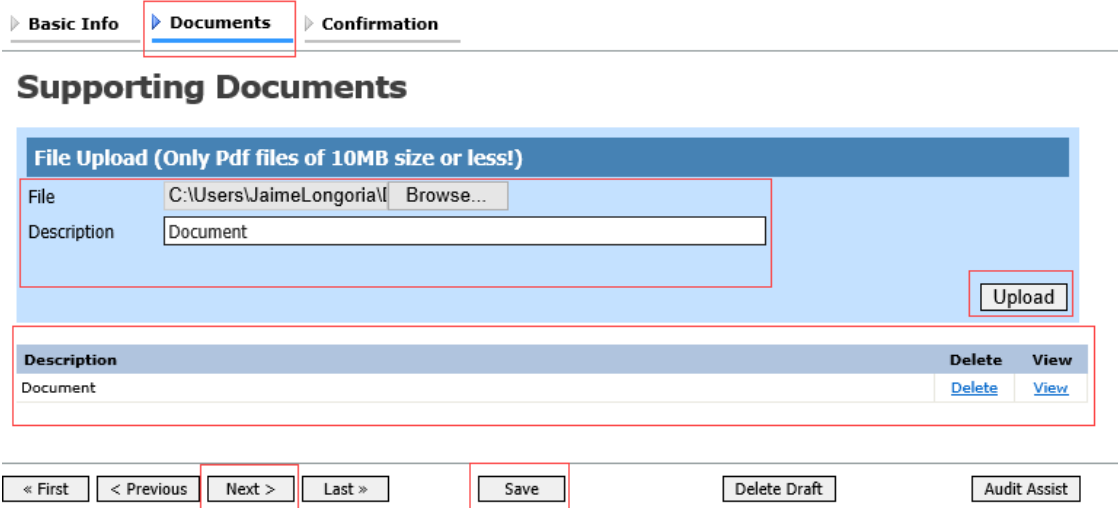 Basic Info Documents Confirmation
Supporting Documents
File Upload (Only Pdf files of 10MB size or less!)
File C:\Users\JaimeLongoria\ Browse...
Description Document
Upload
Description Delete View
Document Delete View
« First < Previous Next > Last » Save Delete Draft Audit Assist